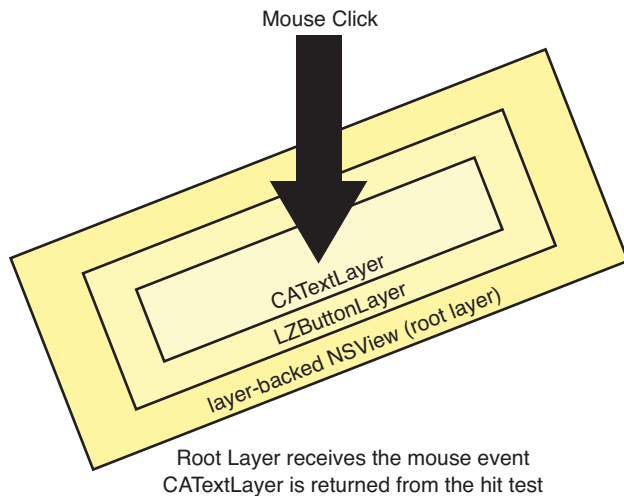 Mouse Click
CATextLayer
LZButtonLayer
layer-backed NSView (root layer)
Root Layer receives the mouse event
CATextLayer is returned from the hit test